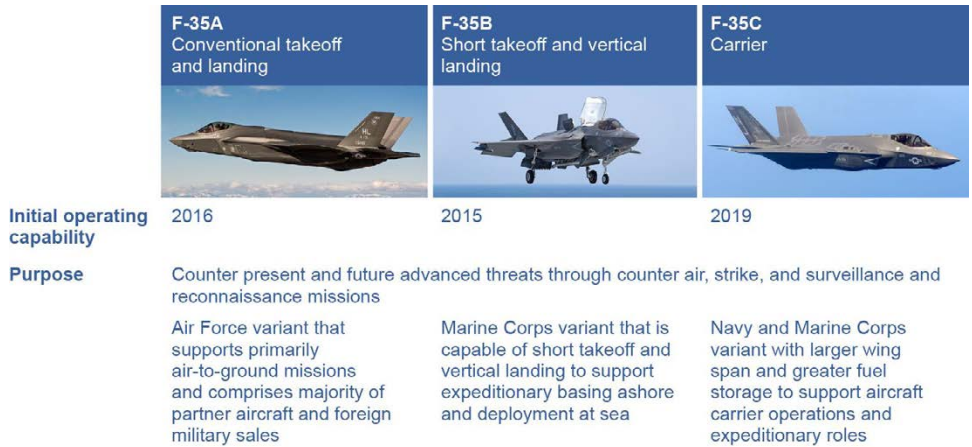 F-35A
Conventional takeoff
and landing
F-35B
Short takeoff and vertical
landing
F-35C
Carrier
HL
Initial operating
capability
2016
2015
2019
Purpose
Counter present and future advanced threats through counter air, strike, and surveillance and
reconnaissance missions
Air Force variant that
supports primarily
air-to-ground missions
and comprises majority of
partner aircraft and foreign
military sales
Marine Corps variant that is
capable of short takeoff and
vertical landing to support
expeditionary basing ashore
and deployment at sea
Navy and Marine Corps
variant with larger wing
span and greater fuel
storage to support aircraft
carrier operations and
expeditionary roles